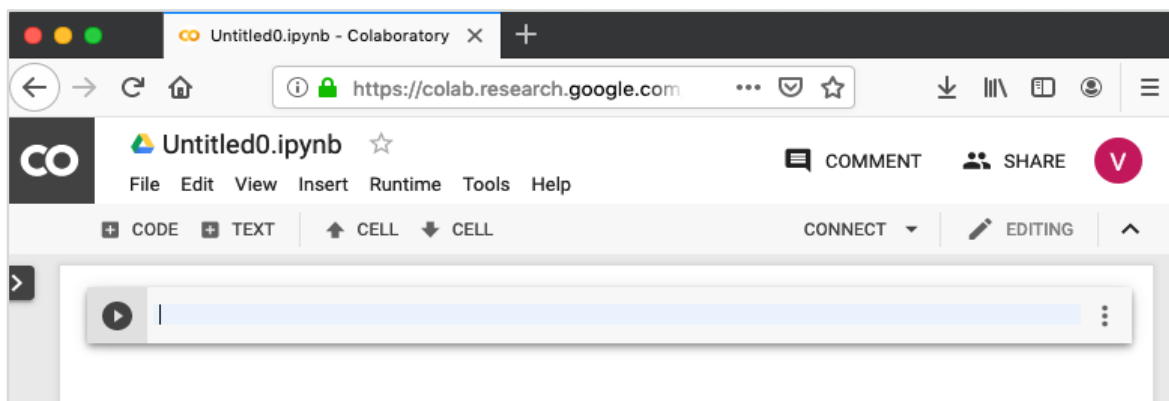 CO Untitled0.ipynb - Colaboratory
https://colab.research.google.com
CO Untitled0.ipynb
COMMENT SHARE V
File Edit View Insert Runtime Tools Help
CODE TEXT CELL CELL CONNECT EDITING